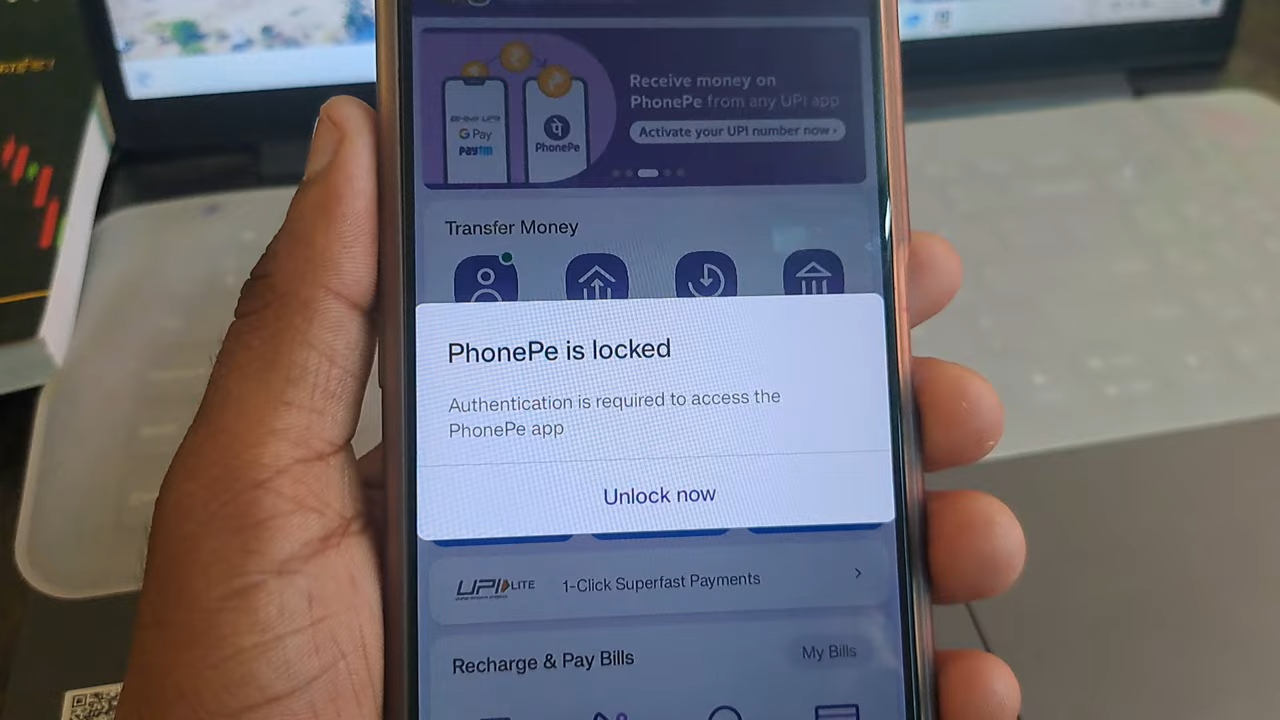 Receive money on
PhonePe from any UPI app
Activate your UPI number now ›
G Pay
Paytm
पे
PhonePe
Transfer Money
PhonePe is locked
Authentication is required to access the
PhonePe app
Unlock now
UPI LITE
1-Click Superfast Payments
Recharge & Pay Bills
My Bills